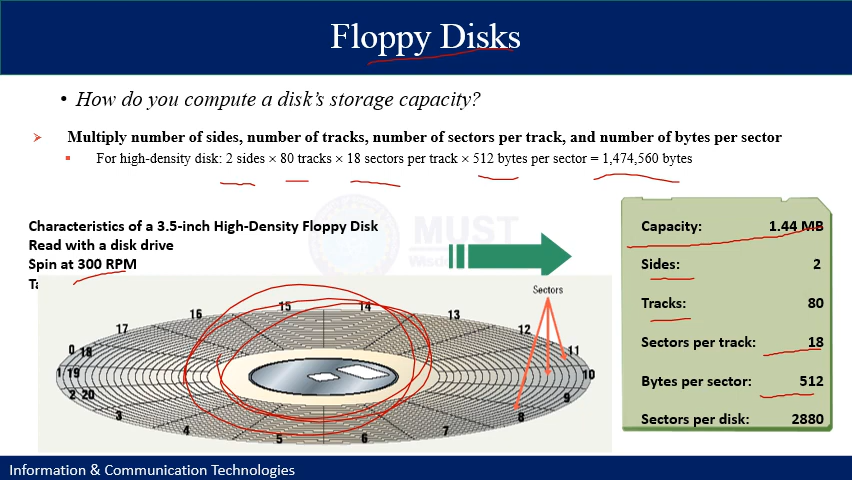 Floppy Disks
• How do you compute a disk's storage capacity?
Multiply number of sides, number of tracks, number of sectors per track, and number of bytes per sector
For high-density disk: 2 sides × 80 tracks × 18 sectors per track × 512 bytes per sector = 1,474,560 bytes
Characteristics of a 3.5-inch High-Density Floppy Disk
Read with a disk drive
Spin at 300 RPM
MUST
Capacity: 1.44 MB
Sides: 2
Tracks: 80
Sectors per track: 18
Bytes per sector: 512
Sectors per disk: 2880
Sectors
15 14
16 13
17 12
0 18 11
1 19 10
2 20 9
3 8
4 7
5 6
Information & Communication Technologies